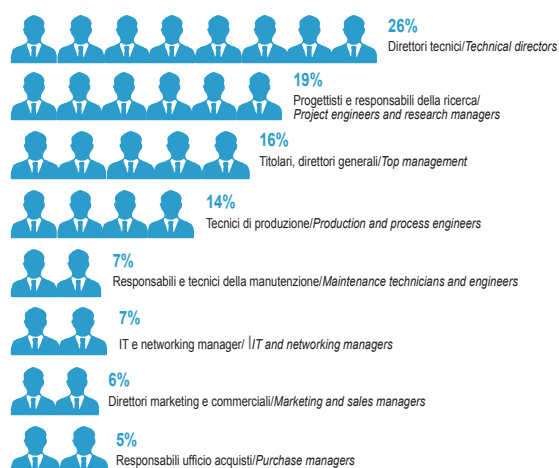 26%
Direttori tecnici/Technical directors
19%
Progettisti e responsabili della ricerca/
Project engineers and research managers
16%
Titolari, direttori generali/Top management
14%
Tecnici di produzione/Production and process engineers
7%
Responsabili e tecnici della manutenzione/Maintenance technicians and engineers
7%
IT e networking manager/ |IT and networking managers
6%
Direttori marketing e commerciali/Marketing and sales managers
5%
Responsabili ufficio acquisti/Purchase managers